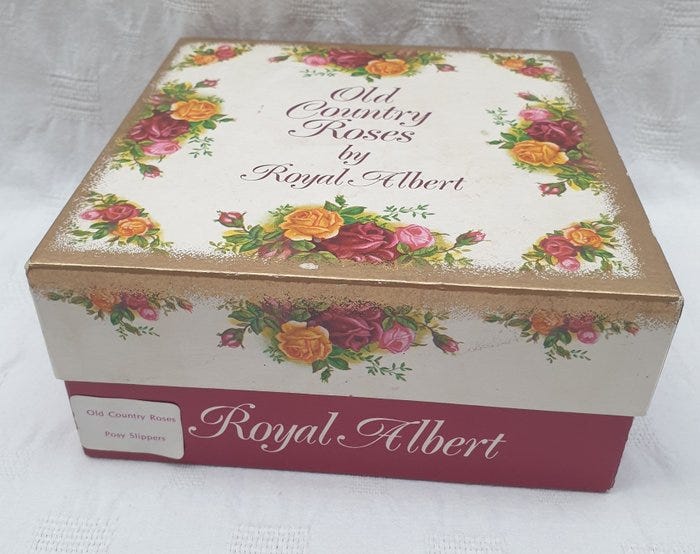 Old
Country
Roses
by
Royal Albert
Old Country Roses
Posy Slippers
Royal Albert